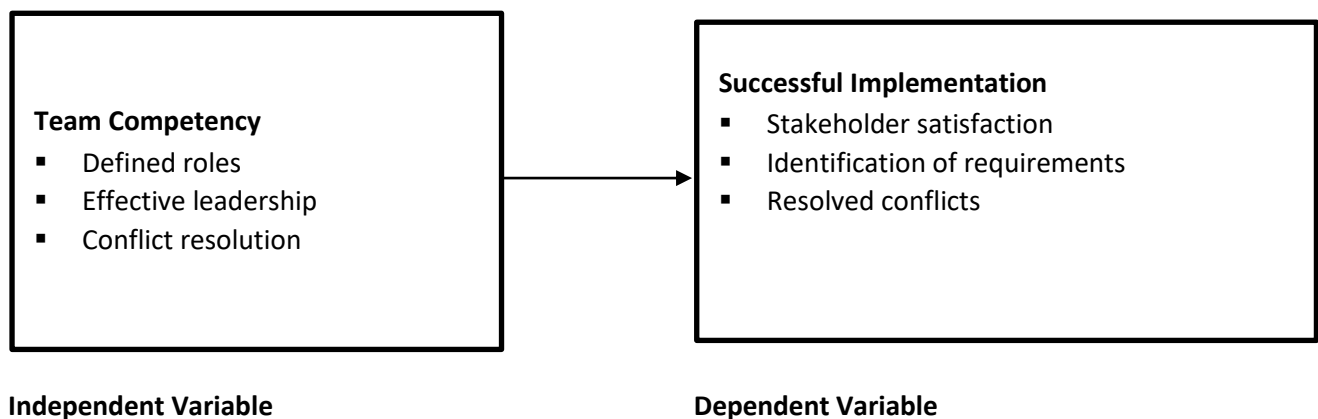 Team Competency
▪ Defined roles
▪ Effective leadership
▪ Conflict resolution
Successful Implementation
▪ Stakeholder satisfaction
▪ Identification of requirements
▪ Resolved conflicts
Independent Variable
Dependent Variable